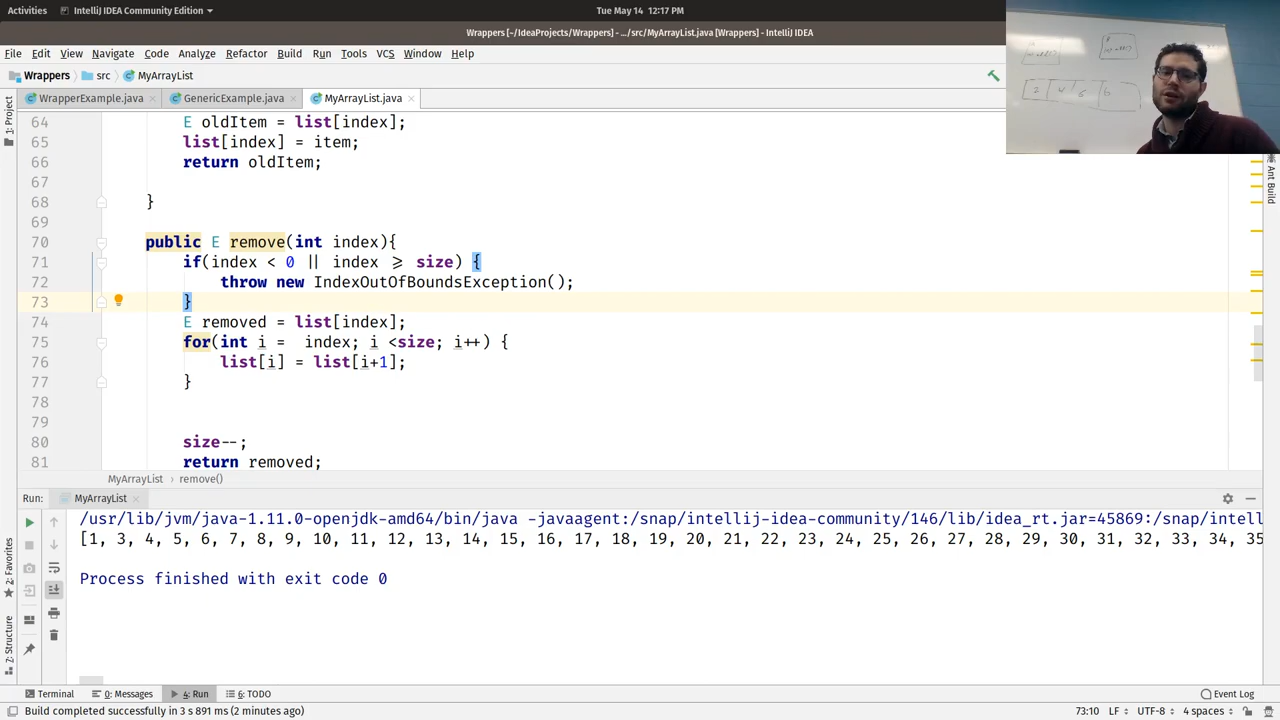 Activities
IntelliJ IDEA Community Edition
Tue May 14 12:17 PM
Wrappers [~/IdeaProjects/Wrappers] - .../src/MyArrayList.java [Wrappers] - IntelliJ IDEA
File Edit View Navigate Code Analyze Refactor Build Run Tools VCS Window Help
Wrappers src MyArrayList
WrapperExample.java GenericExample.java MyArrayList.java
1: Project
Ant Build
64 E oldItem = list[index];
65 list[index] = item;
66 return oldItem;
67
68 }
69
70 public E remove(int index){
71 if(index < 0 || index >= size) {
72 throw new IndexOutOfBoundsException();
73 }
74 E removed = list[index];
75 for(int i =  index; i <size; i++) {
76 list[i] = list[i+1];
77 }
78
79
80 size--;
81 return removed;
MyArrayList remove()
Run: MyArrayList
/usr/lib/jvm/java-1.11.0-openjdk-amd64/bin/java -javaagent:/snap/intellij-idea-community/146/lib/idea_rt.jar=45869:/snap/intell
[1, 3, 4, 5, 6, 7, 8, 9, 10, 11, 12, 13, 14, 15, 16, 17, 18, 19, 20, 21, 22, 23, 24, 25, 26, 27, 28, 29, 30, 31, 32, 33, 34, 35
Process finished with exit code 0
2: Favorites
7: Structure
Terminal 0: Messages 4: Run 6: TODO
Event Log
Build completed successfully in 3 s 891 ms (2 minutes ago)
73:10 LF UTF-8 4 spaces